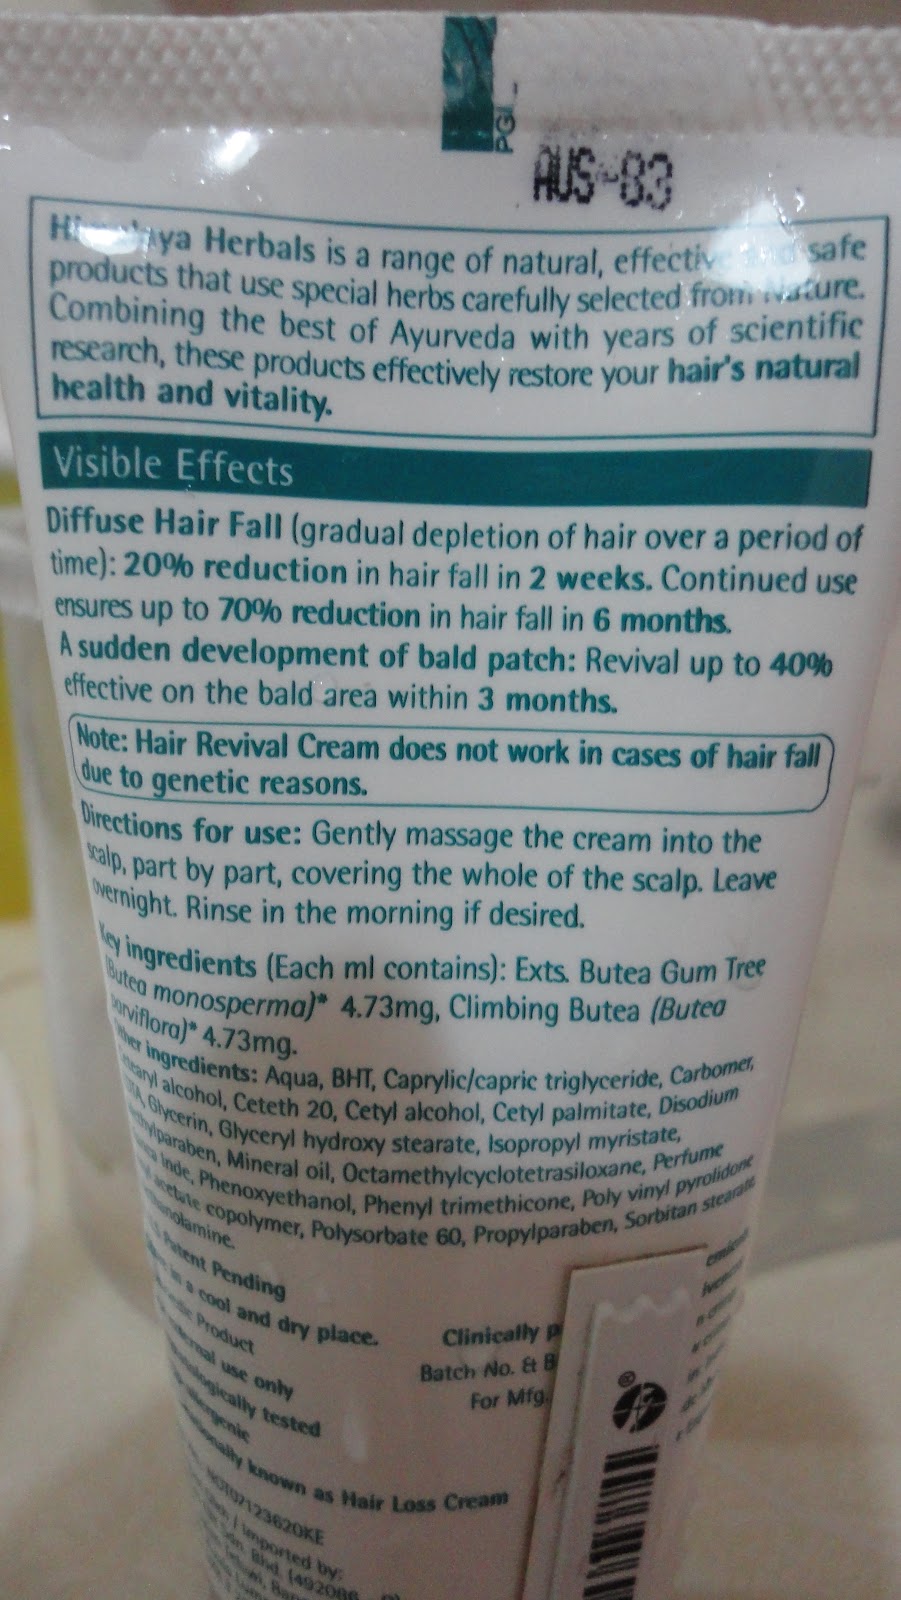 PGI_
AUS-83
Himalaya Herbals is a range of natural, effective and safe
products that use special herbs carefully selected from Nature.
Combining the best of Ayurveda with years of scientific
research, these products effectively restore your hair's natural
health and vitality.
Visible Effects
Diffuse Hair Fall (gradual depletion of hair over a period of
time): 20% reduction in hair fall in 2 weeks. Continued use
ensures up to 70% reduction in hair fall in 6 months.
A sudden development of bald patch: Revival up to 40%
effective on the bald area within 3 months.
Note: Hair Revival Cream does not work in cases of hair fall
due to genetic reasons.
Directions for use: Gently massage the cream into the
scalp, part by part, covering the whole of the scalp. Leave
overnight. Rinse in the morning if desired.
Key ingredients (Each ml contains): Exts. Butea Gum Tree
(Butea monosperma)* 4.73mg, Climbing Butea (Butea
parviflora)* 4.73mg.
Other ingredients: Aqua, BHT, Caprylic/capric triglyceride, Carbomer,
alcohol, Ceteth 20, Cetyl alcohol, Cetyl palmitate, Disodium
Glycerin, Glyceryl hydroxy stearate, Isopropyl myristate,
Mineral oil, Octamethylcyclotetrasiloxane, Perfume
Phenoxyethanol, Phenyl trimethicone, Poly vinyl pyrolidone
acetate copolymer, Polysorbate 60, Propylparaben, Sorbitan stearate
Patent Pending
in a cool and dry place.
Product
Clinically
use only
Batch No. & B
tested
For Mfg.
known as Hair Loss Cream
NOT07123620KE
/ Imported by:
Bhd.